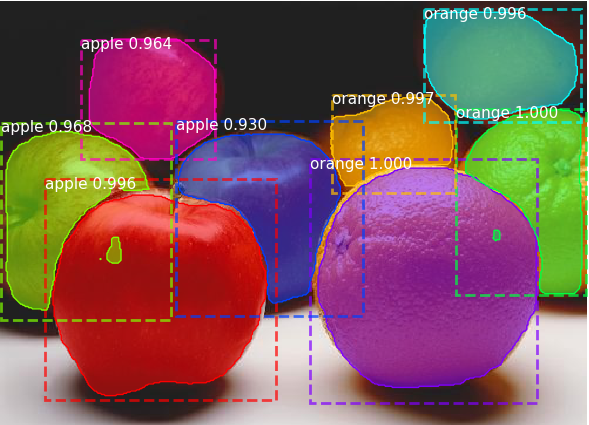 orange 0.996
apple 0.964
orange 0.997
orange 1.000
apple 0.968
apple 0.930
orange 1.000
apple 0.996